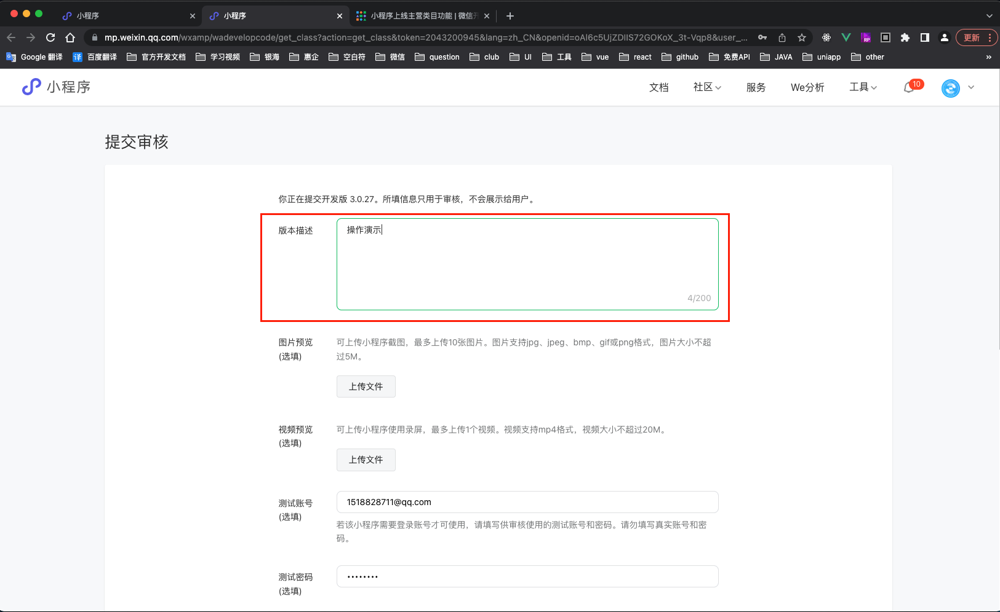 小程序
小程序
小程序上线主营类目功能 | 微信开
mp.weixin.qq.com/wxamp/wadevelopcode/get_class?action=get_class&token=2043200945&lang=zh_CN&openid=oAl6c5UjZDIIS72GOKoX_3t-Vqp8&user_...
更新
Google 翻译
译 百度翻译
官方开发文档
学习视频
银海
惠企
空白符
微信
question
club
UI
工具
vue
react
github
免费API
JAVA
uniapp
other
»
小程序
文档
社区
服务
We分析
工具
10
提交审核
你正在提交开发版 3.0.27。所填信息只用于审核，不会展示给用户。
版本描述
操作演示
4/200
图片预览
(选填)
可上传小程序截图，最多上传10张图片。图片支持jpg、jpeg、bmp、gif或png格式，图片大小不超
过5M。
上传文件
视频预览
(选填)
可上传小程序使用录屏，最多上传1个视频。视频支持mp4格式，视频大小不超过20M。
上传文件
测试账号
(选填)
1518828711@qq.com
若该小程序需要登录账号才可使用，请填写供审核使用的测试账号和密码。请勿填写真实账号和密
码。
测试密码
(选填)
••••••••